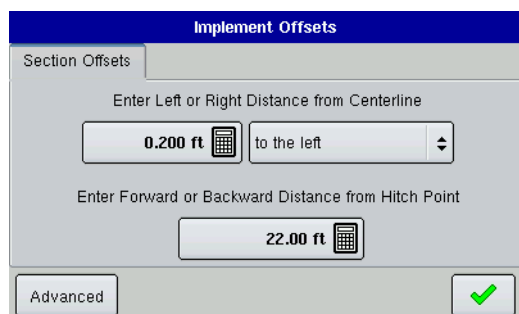 Implement Offsets
Section Offsets
Enter Left or Right Distance from Centerline
0.200 ft to the left
Enter Forward or Backward Distance from Hitch Point
22.00 ft
Advanced